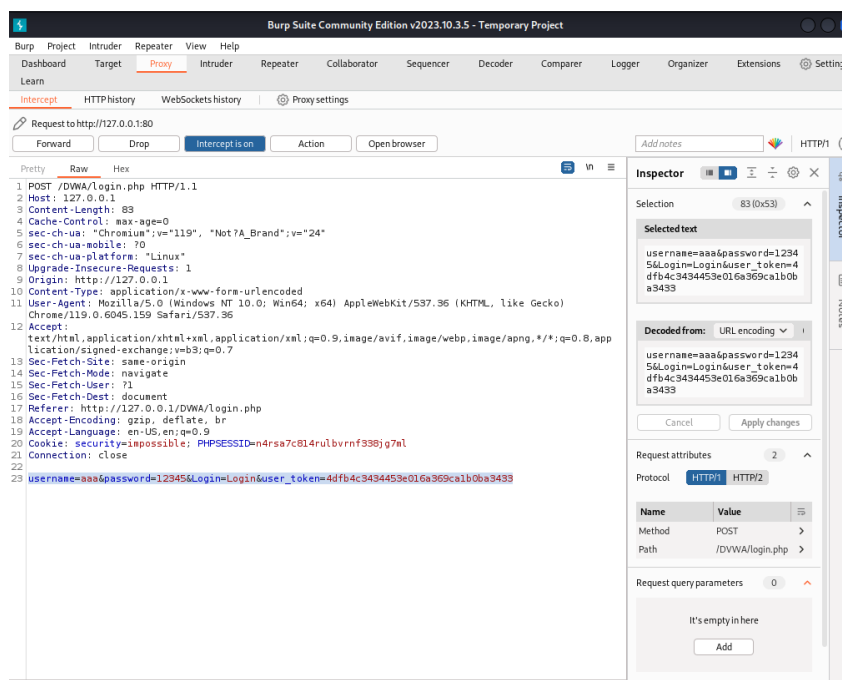 Burp Suite Community Edition v2023.10.3.5 - Temporary Project
Burp Project Intruder Repeater View Help
Dashboard Target Proxy Intruder Repeater Collaborator Sequencer Decoder Comparer Logger Organizer Extensions Setting
Learn
Intercept HTTP history WebSockets history Proxy settings
Request to http://127.0.0.1:80
Forward Drop Intercept is on Action Open browser Add notes HTTP/1
Pretty Raw Hex \n
1 POST /DVWA/login.php HTTP/1.1
2 Host: 127.0.0.1
3 Content-Length: 83
4 Cache-Control: max-age=0
5 sec-ch-ua: "Chromium";v="119", "Not?A_Brand";v="24"
6 sec-ch-ua-mobile: ?0
7 sec-ch-ua-platform: "Linux"
8 Upgrade-Insecure-Requests: 1
9 Origin: http://127.0.0.1
10 Content-Type: application/x-www-form-urlencoded
11 User-Agent: Mozilla/5.0 (Windows NT 10.0; Win64; x64) AppleWebKit/537.36 (KHTML, like Gecko)
Chrome/119.0.6045.159 Safari/537.36
12 Accept:
text/html,application/xhtml+xml,application/xml;q=0.9,image/avif,image/webp,image/apng,*/*;q=0.8,app
lication/signed-exchange;v=b3;q=0.7
13 Sec-Fetch-Site: same-origin
14 Sec-Fetch-Mode: navigate
15 Sec-Fetch-User: ?1
16 Sec-Fetch-Dest: document
17 Referer: http://127.0.0.1/DVWA/login.php
18 Accept-Encoding: gzip, deflate, br
19 Accept-Language: en-US,en;q=0.9
20 Cookie: security=impossible; PHPSESSID=n4rsa7c814rulbvrnf338jg7ml
21 Connection: close
22
23 username=aaa&password=12345&Login=Login&user_token=4dfb4c3434453e016a369ca1b0ba3433
Inspector
Selection 83 (0x53)
Selected text
username=aaa&password=1234
5&Login=Login&user_token=4
dfb4c3434453e016a369ca1b0b
a3433
Decoded from: URL encoding
username=aaa&password=1234
5&Login=Login&user_token=4
dfb4c3434453e016a369ca1b0b
a3433
Cancel Apply changes
Request attributes 2
Protocol HTTP/1 HTTP/2
Name Value
Method POST
Path /DVWA/login.php
Request query parameters 0
It's empty in here
Add
Inspector
Notes